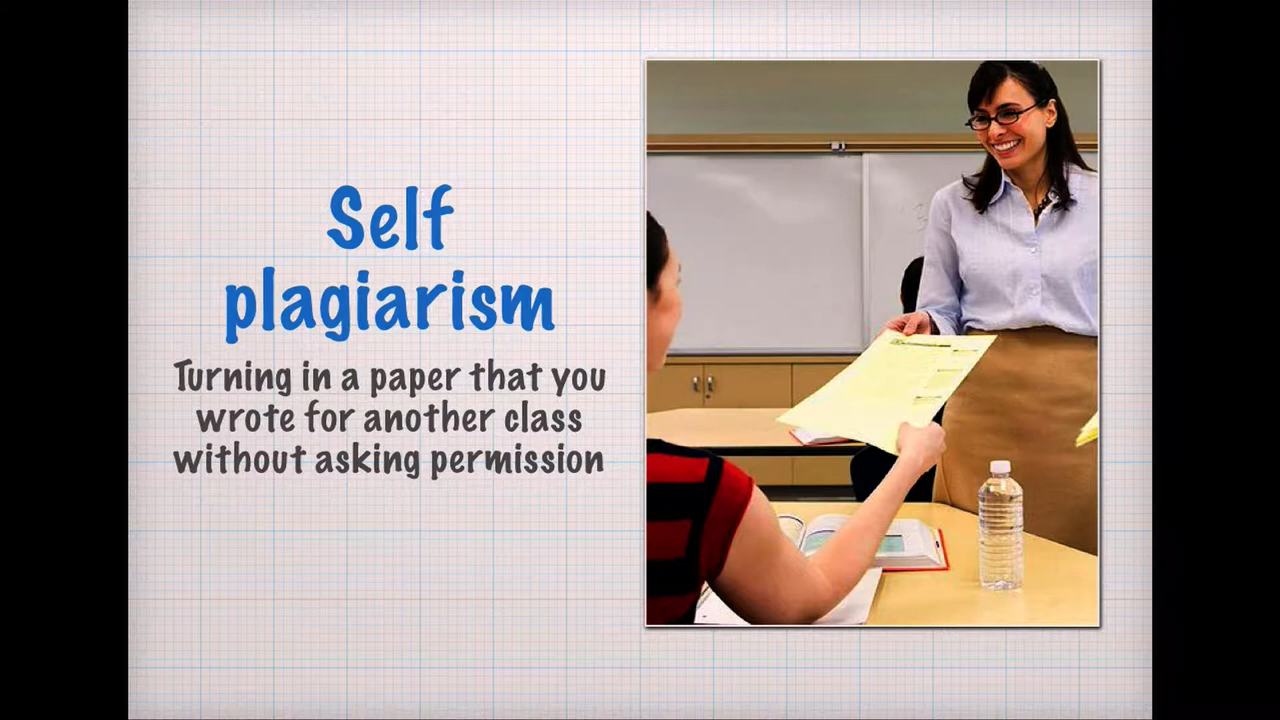 Self
plagiarism
Turning in a paper that you
wrote for another class
without asking permission